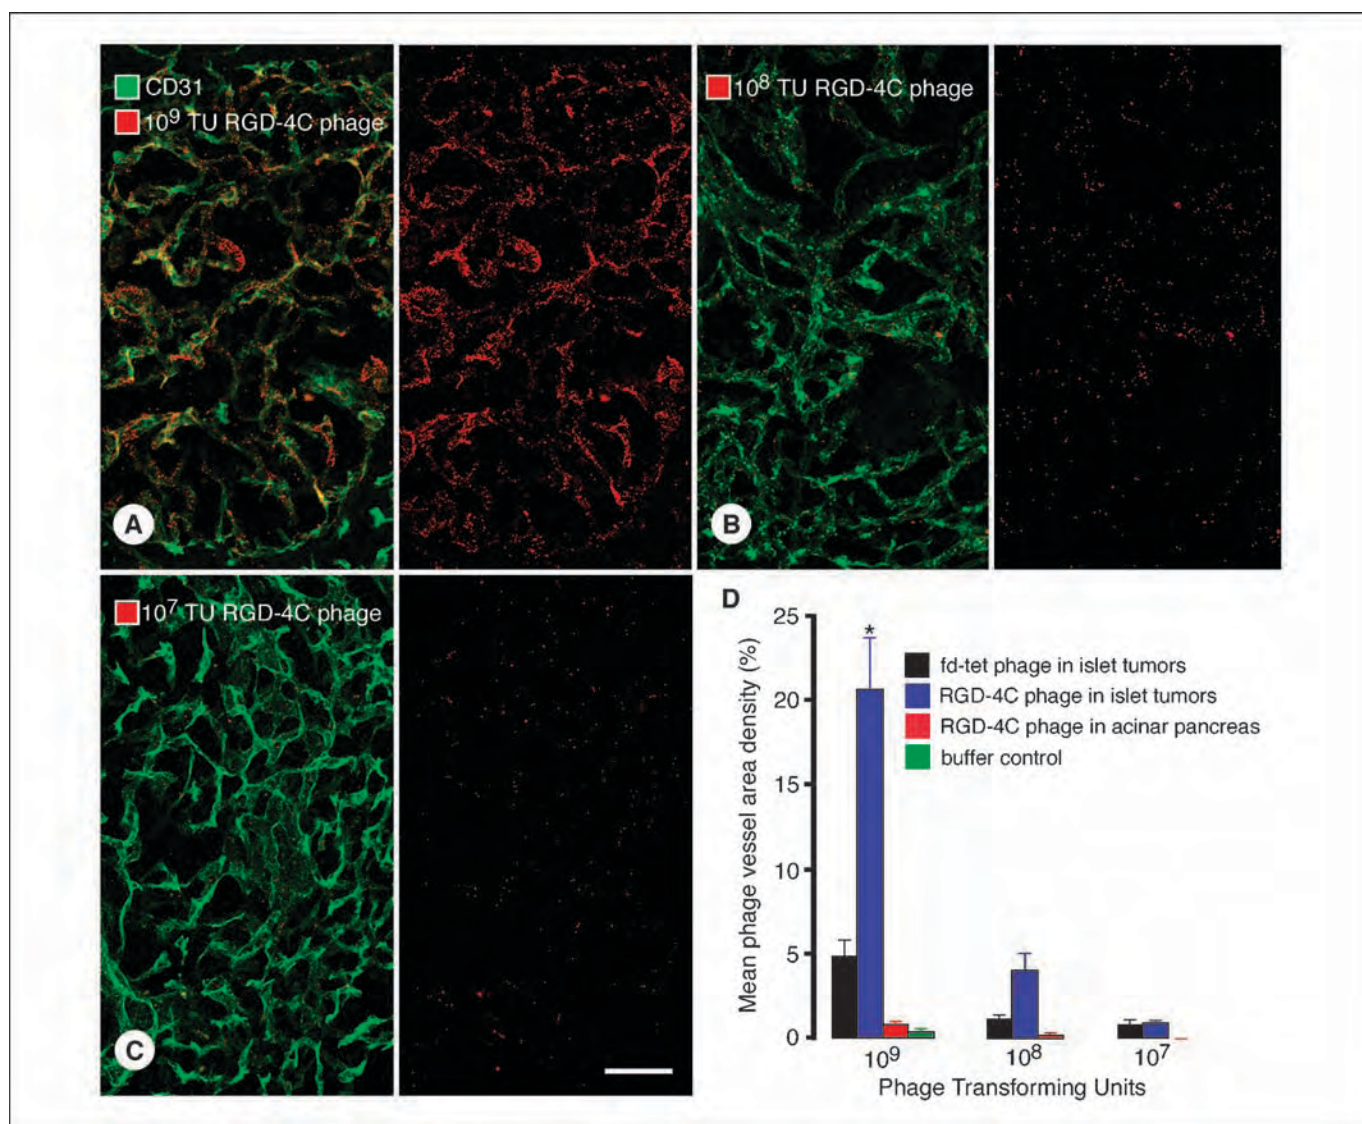 CD31
10⁹ TU RGD-4C phage
A
10⁸ TU RGD-4C phage
B
10⁷ TU RGD-4C phage
C
D
Mean phage vessel area density (%)
25
20
15
10
5
0
*
fd-tet phage in islet tumors
RGD-4C phage in islet tumors
RGD-4C phage in acinar pancreas
buffer control
10⁹ 10⁸ 10⁷
Phage Transforming Units